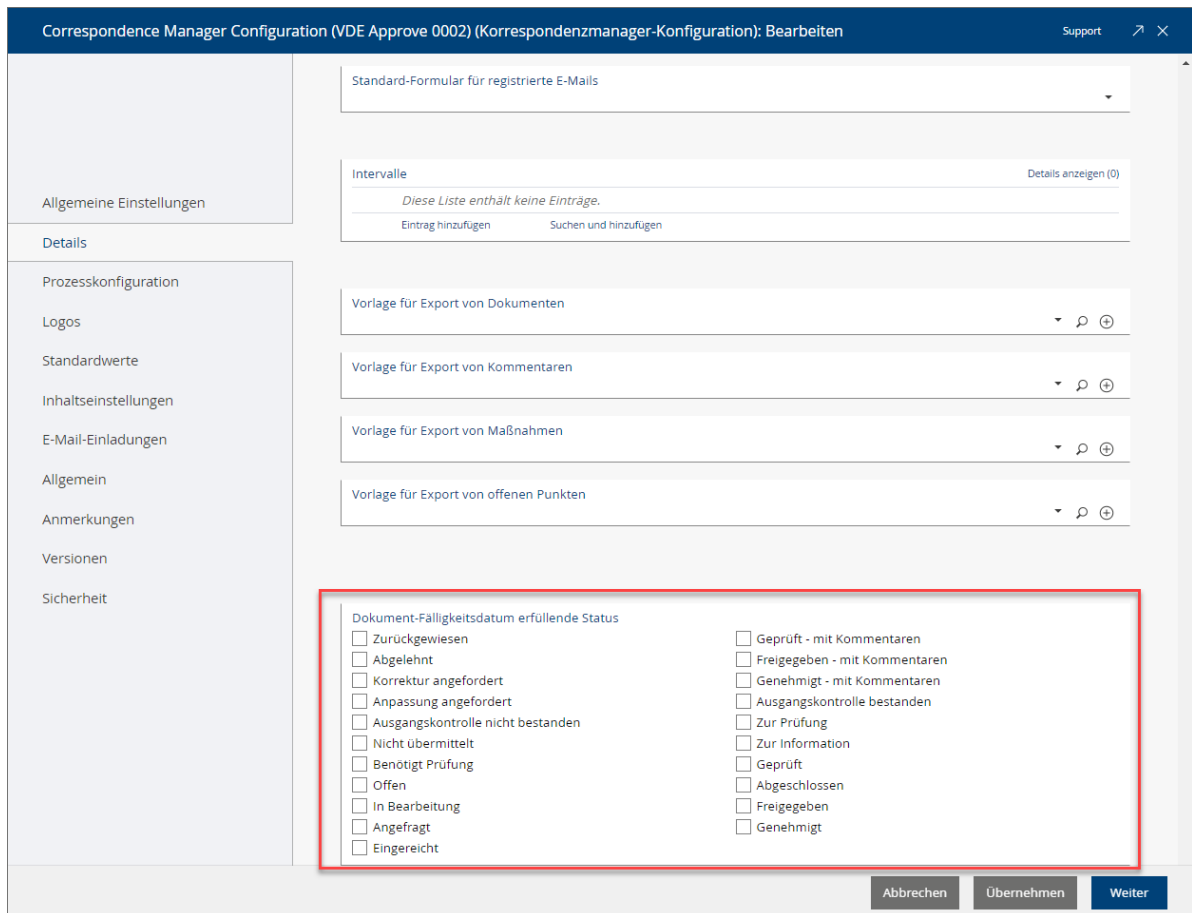 Correspondence Manager Configuration (VDE Approve 0002) (Korrespondenzmanager-Konfiguration): Bearbeiten
Support
Allgemeine Einstellungen
Details
Prozesskonfiguration
Logos
Standardwerte
Inhaltseinstellungen
E-Mail-Einladungen
Allgemein
Anmerkungen
Versionen
Sicherheit
Standard-Formular für registrierte E-Mails
Intervalle
Details anzeigen (0)
Diese Liste enthält keine Einträge.
Eintrag hinzufügen
Suchen und hinzufügen
Vorlage für Export von Dokumenten
Vorlage für Export von Kommentaren
Vorlage für Export von Maßnahmen
Vorlage für Export von offenen Punkten
Dokument-Fälligkeitsdatum erfüllende Status
Zurückgewiesen
Abgelehnt
Korrektur angefordert
Anpassung angefordert
Ausgangskontrolle nicht bestanden
Nicht übermittelt
Benötigt Prüfung
Offen
In Bearbeitung
Angefragt
Eingereicht
Geprüft - mit Kommentaren
Freigegeben - mit Kommentaren
Genehmigt - mit Kommentaren
Ausgangskontrolle bestanden
Zur Prüfung
Zur Information
Geprüft
Abgeschlossen
Freigegeben
Genehmigt
Abbrechen
Übernehmen
Weiter